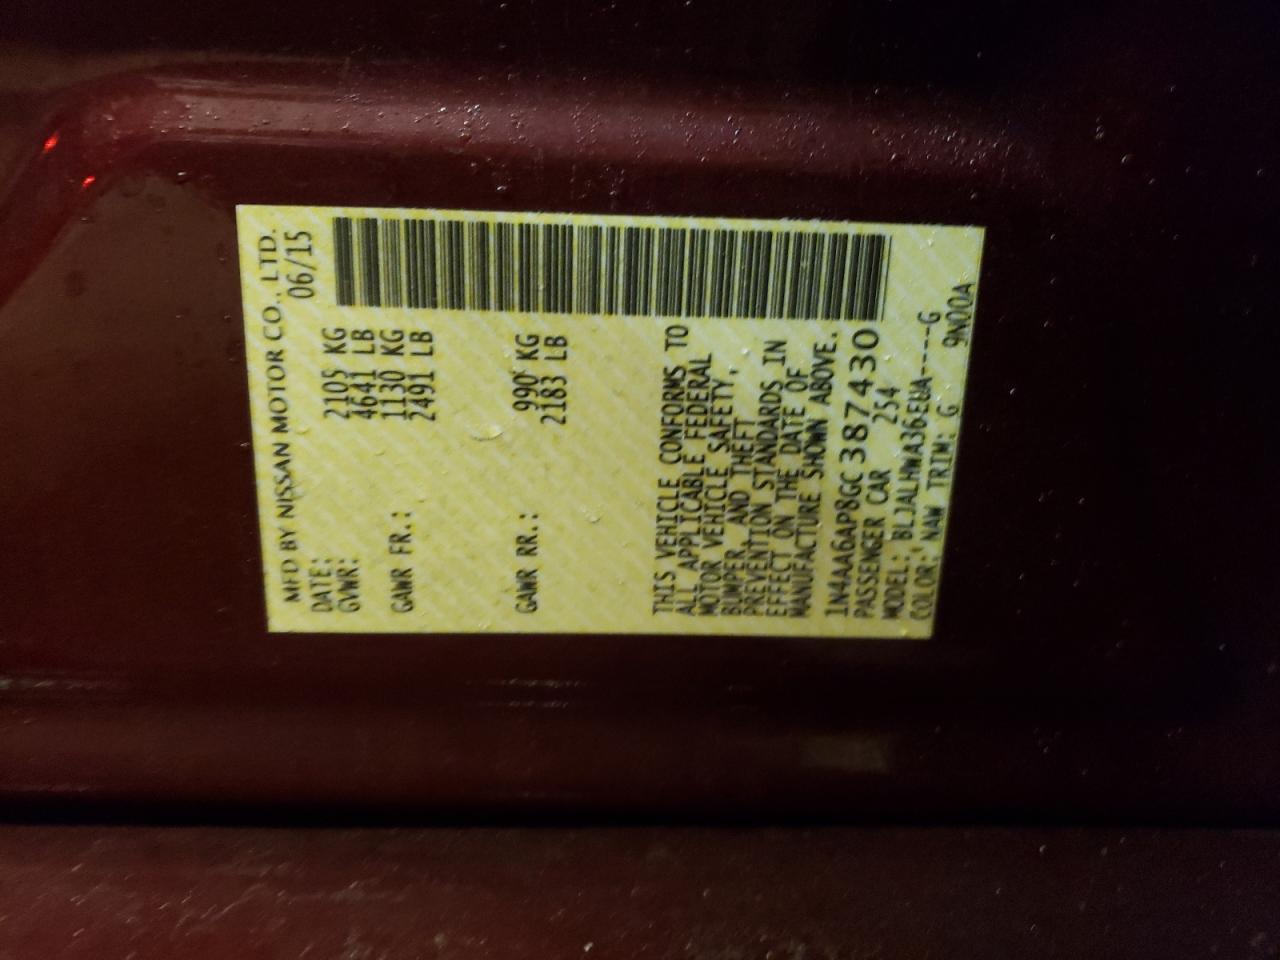 MFD BY NISSAN MOTOR CO., LTD.
DATE: 06/15
GVWR: 2105 KG
4641 LB
GAWR FR.: 1130 KG
2491 LB
GAWR RR.: 990 KG
2183 LB
THIS VEHICLE CONFORMS TO
ALL APPLICABLE FEDERAL
MOTOR VEHICLE SAFETY,
BUMPER, AND THEFT
PREVENTION STANDARDS IN
EFFECT ON THE DATE OF
MANUFACTURE SHOWN ABOVE.
1N4AA6AP8GC387430
PASSENGER CAR 254
MODEL: BLJALHWA36EUA----G
COLOR: NAW TRIM: G 9N00A